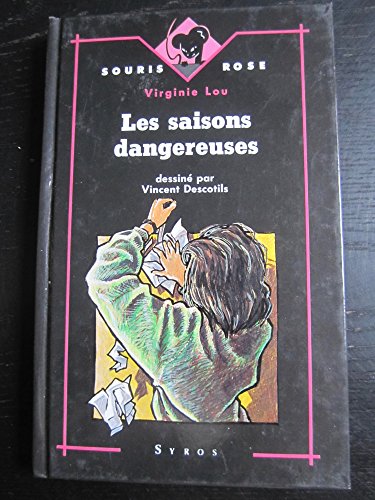 SOURIS ROSE
Virginie Lou
Les saisons
dangereuses
dessiné par
Vincent Descotils
SYROS